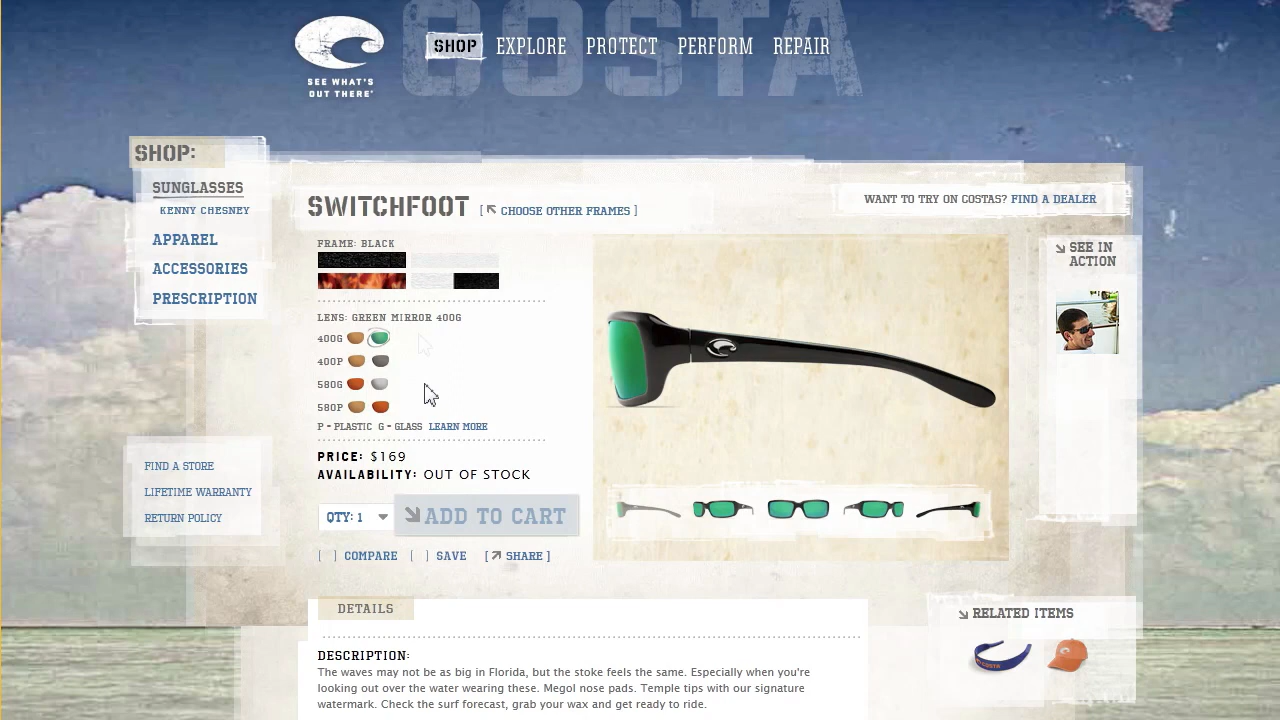 COSTA
SEE WHAT'S
OUT THERE
SHOP EXPLORE PROTECT PERFORM REPAIR
SHOP:
SUNGLASSES
KENNY CHESNEY
APPAREL
ACCESSORIES
PRESCRIPTION
FIND A STORE
LIFETIME WARRANTY
RETURN POLICY
SWITCHFOOT [ CHOOSE OTHER FRAMES ]
WANT TO TRY ON COSTAS? FIND A DEALER
FRAME: BLACK
LENS: GREEN MIRROR 400G
400G
400P
580G
580P
P - PLASTIC G - GLASS LEARN MORE
PRICE: $169
AVAILABILITY: OUT OF STOCK
QTY: 1 ADD TO CART
[ ] COMPARE [ ] SAVE [ SHARE ]
SEE IN
ACTION
DETAILS
DESCRIPTION:
The waves may not be as big in Florida, but the stoke feels the same. Especially when you're
looking out over the water wearing these. Megol nose pads. Temple tips with our signature
watermark. Check the surf forecast, grab your wax and get ready to ride.
RELATED ITEMS
COSTA